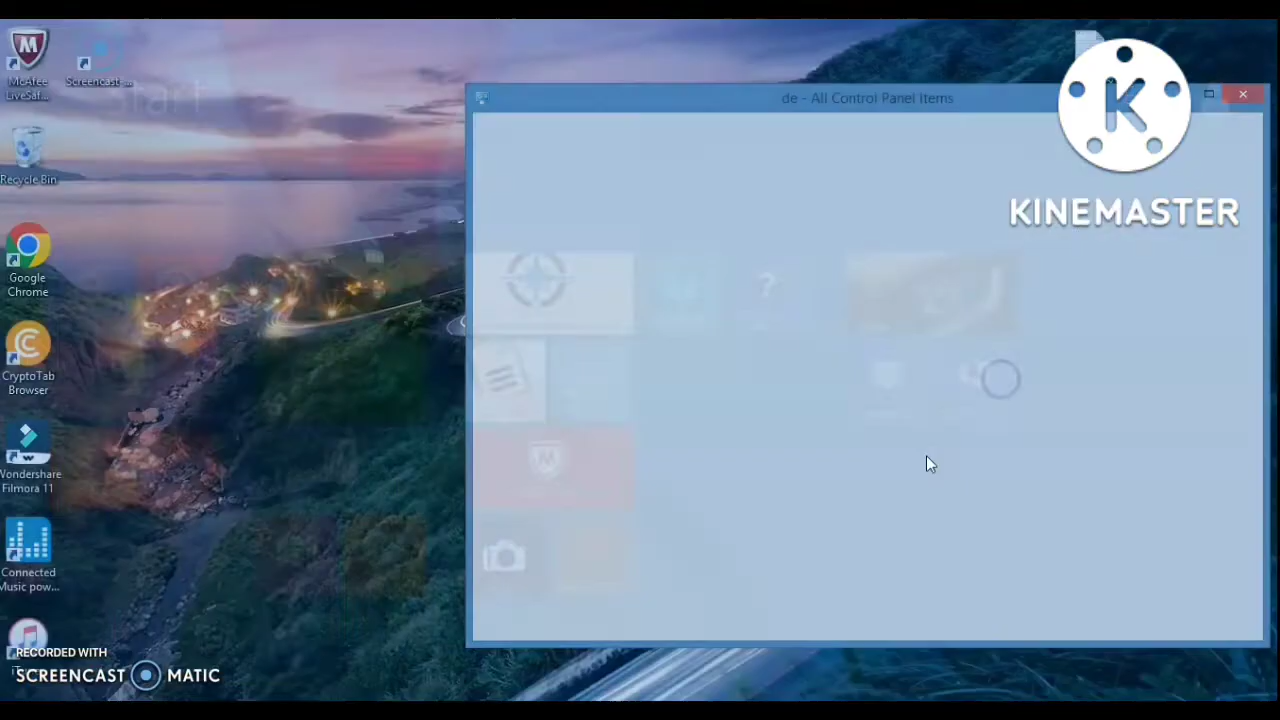 McAfee
LiveSaf...
Screencast-...
Start
de - All Control Panel Items
KINEMASTER
Recycle Bin
Google
Chrome
CryptoTab
Browser
Wondershare
Filmora 11
Connected
Music pow...
RECORDED WITH
SCREENCAST MATIC